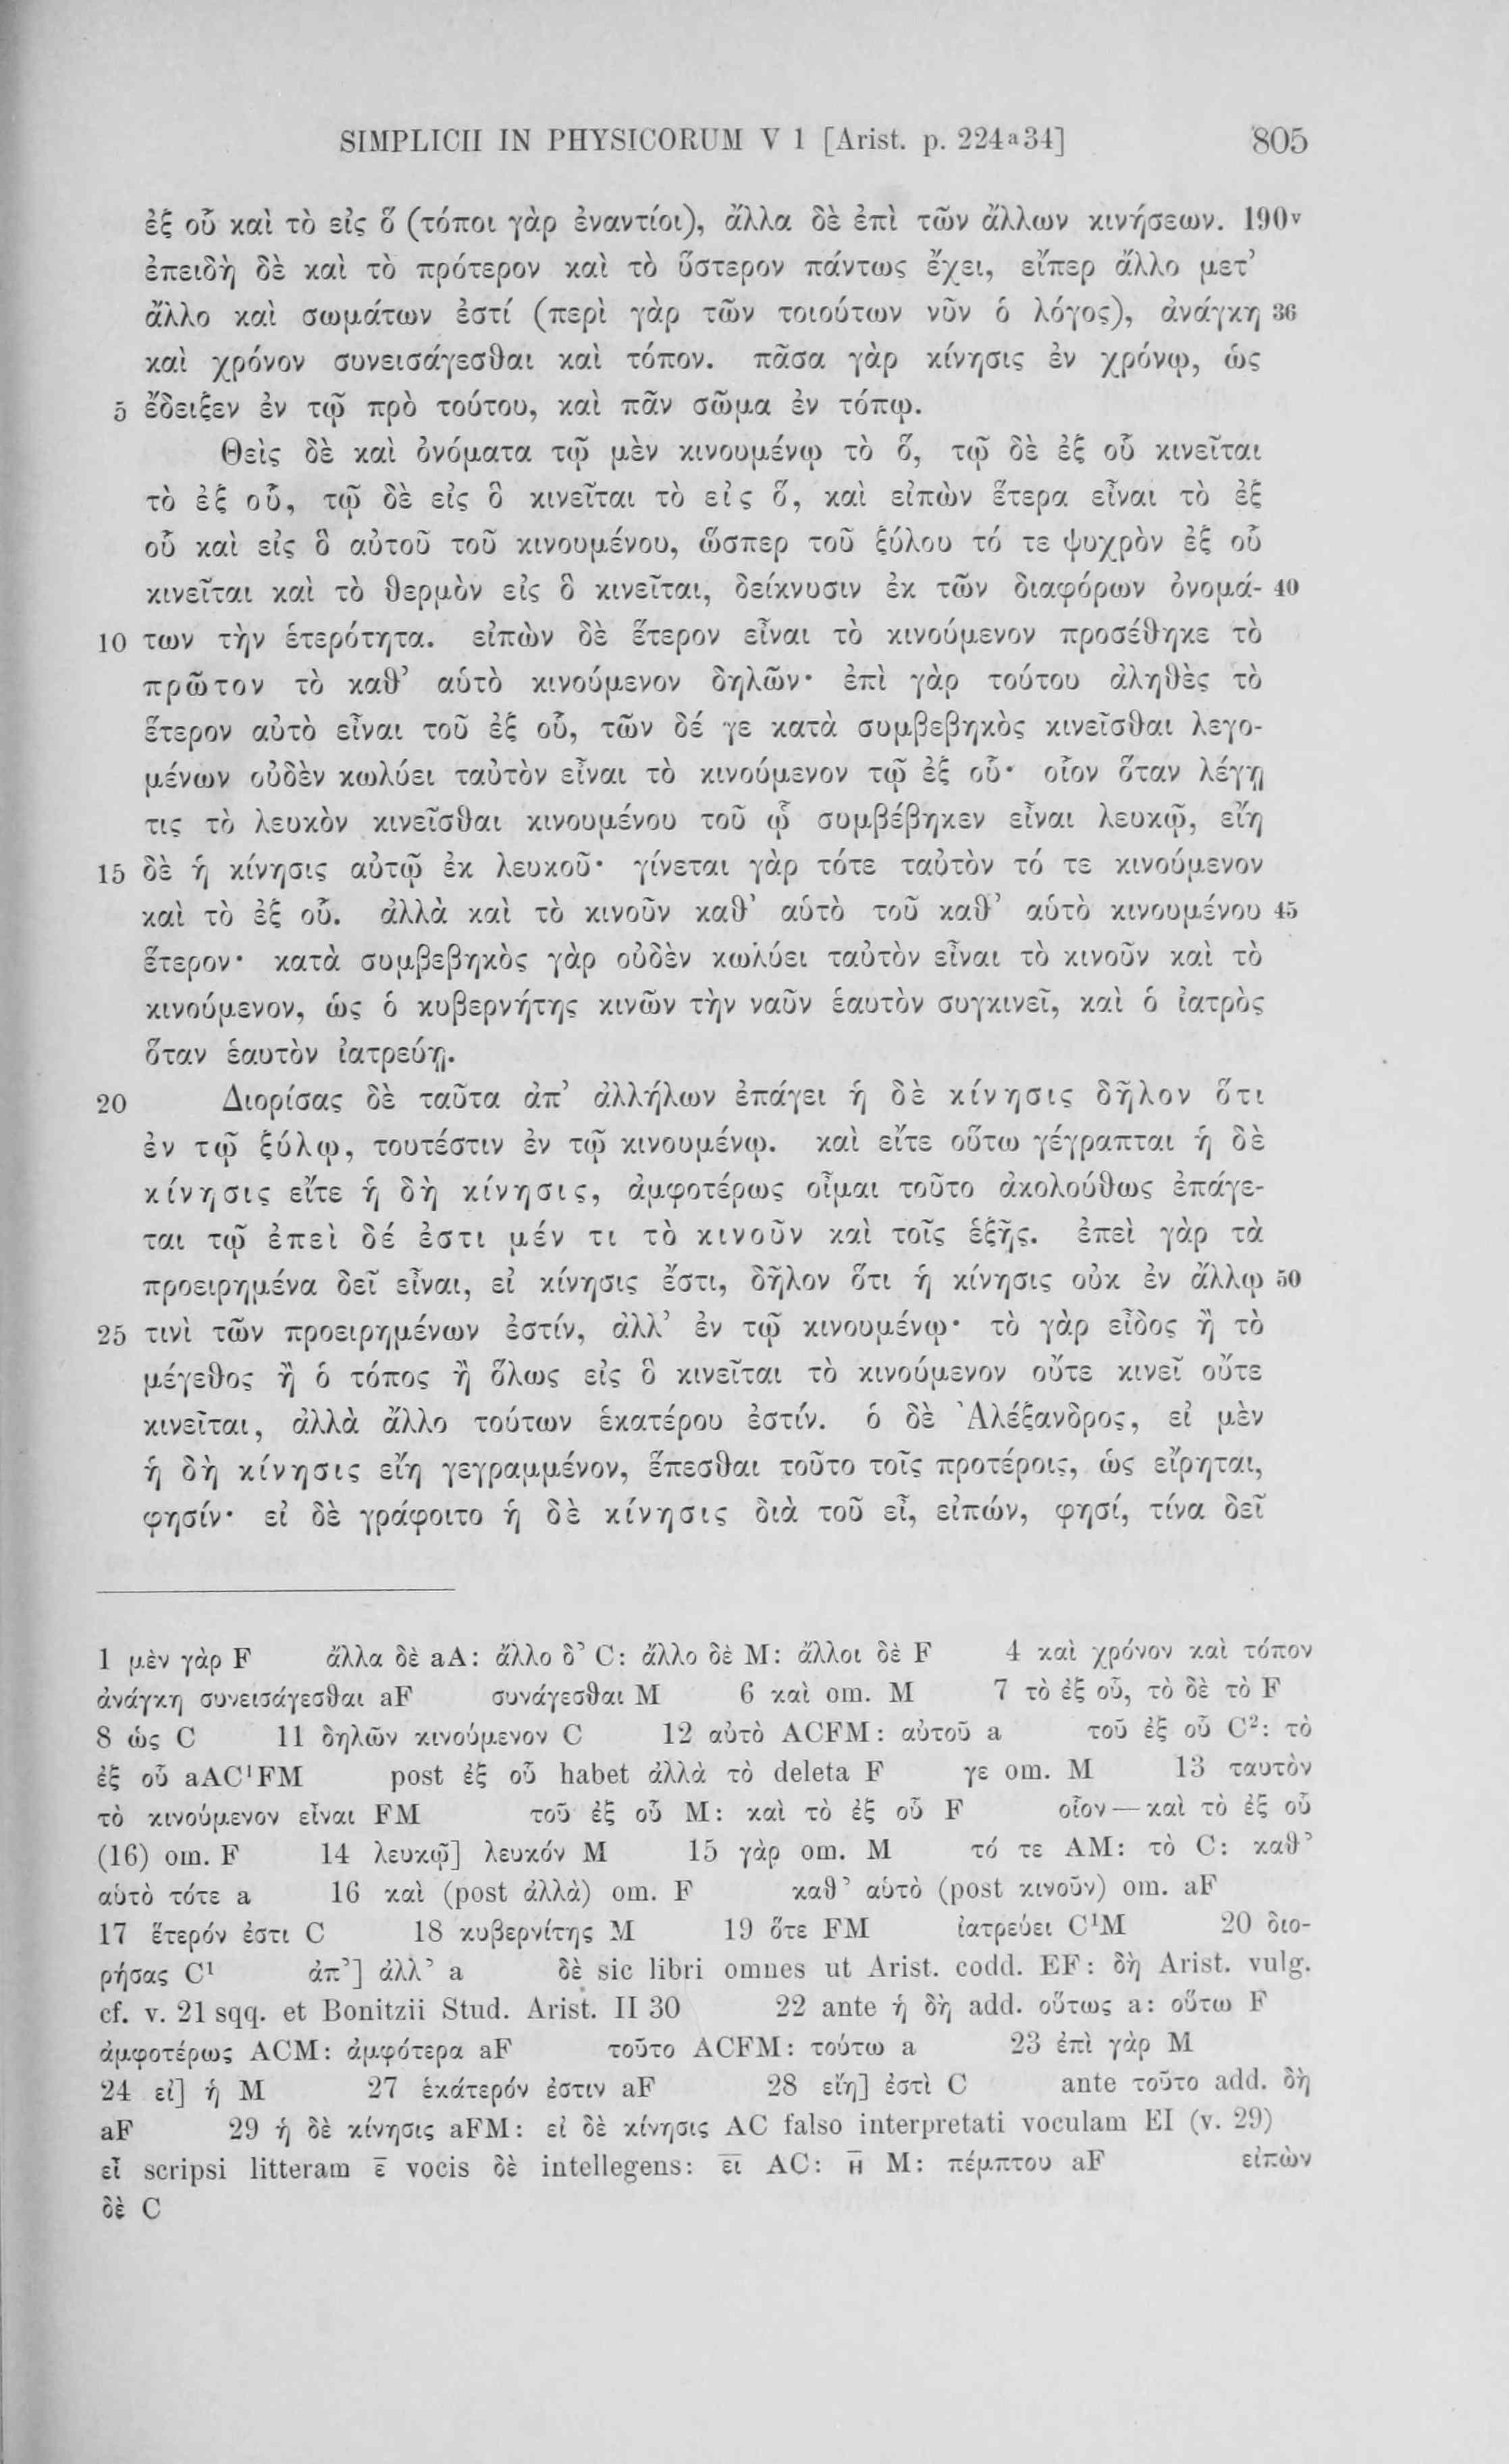 SIMPLICII IN PHYSICORUM V 1 [Arist. p. 224a34] 805
ἐξ οὗ καὶ τὸ εἰς ὅ (τόποι γὰρ ἐναντίοι), ἄλλα δὲ ἐπὶ τῶν ἄλλων κινήσεων. 190v
ἐπειδὴ δὲ καὶ τὸ πρότερον καὶ τὸ ὕστερον πάντως ἔχει, εἴπερ ἄλλο μετ’
ἄλλο καὶ σωμάτων ἐστί (περὶ γὰρ τῶν τοιούτων νῦν ὁ λόγος), ἀνάγκη 36
καὶ χρόνον συνεισάγεσθαι καὶ τόπον. πᾶσα γὰρ κίνησις ἐν χρόνῳ, ὡς
5 ἔδειξεν ἐν τῷ πρὸ τούτου, καὶ πᾶν σῶμα ἐν τόπῳ.
Θεὶς δὲ καὶ ὀνόματα τῷ μὲν κινουμένῳ τὸ ὅ, τῷ δὲ ἐξ οὗ κινεῖται
τὸ ἐξ οὗ, τῷ δὲ εἰς ὃ κινεῖται τὸ εἰς ὅ, καὶ εἰπὼν ἕτερα εἶναι τὸ ἐξ
οὗ καὶ εἰς ὃ αὐτοῦ τοῦ κινουμένου, ὥσπερ τοῦ ξύλου τό τε ψυχρὸν ἐξ οὗ
κινεῖται καὶ τὸ θερμὸν εἰς ὃ κινεῖται, δείκνυσιν ἐκ τῶν διαφόρων ὀνομά- 40
10 των τὴν ἑτερότητα. εἰπὼν δὲ ἕτερον εἶναι τὸ κινούμενον προσέθηκε τὸ
πρῶτον τὸ καθ’ αὑτὸ κινούμενον δηλῶν· ἐπὶ γὰρ τούτου ἀληθὲς τὸ
ἕτερον αὐτὸ εἶναι τοῦ ἐξ οὗ, τῶν δέ γε κατὰ συμβεβηκὸς κινεῖσθαι λεγο-
μένων οὐδὲν κωλύει ταὐτὸν εἶναι τὸ κινούμενον τῷ ἐξ οὗ· οἷον ὅταν λέγῃ
τις τὸ λευκὸν κινεῖσθαι κινουμένου τοῦ ᾧ συμβέβηκεν εἶναι λευκῷ, εἴη
15 δὲ ἡ κίνησις αὐτῷ ἐκ λευκοῦ· γίνεται γὰρ τότε ταὐτὸν τό τε κινούμενον
καὶ τὸ ἐξ οὗ. ἀλλὰ καὶ τὸ κινοῦν καθ’ αὑτὸ τοῦ καθ’ αὑτὸ κινουμένου 45
ἕτερον· κατὰ συμβεβηκὸς γὰρ οὐδὲν κωλύει ταὐτὸν εἶναι τὸ κινοῦν καὶ τὸ
κινούμενον, ὡς ὁ κυβερνήτης κινῶν τὴν ναῦν ἑαυτὸν συγκινεῖ, καὶ ὁ ἰατρὸς
ὅταν ἑαυτὸν ἰατρεύῃ.
20 Διορίσας δὲ ταῦτα ἀπ’ ἀλλήλων ἐπάγει ἡ δὲ κίνησις δῆλον ὅτι
ἐν τῷ ξύλῳ, τουτέστιν ἐν τῷ κινουμένῳ. καὶ εἴτε οὕτω γέγραπται ἡ δὲ
κίνησις εἴτε ἡ δὴ κίνησις, ἀμφοτέρως οἶμαι τοῦτο ἀκολούθως ἐπάγε-
ται τῷ ἐπεὶ δέ ἐστι μέν τι τὸ κινοῦν καὶ τοῖς ἑξῆς. ἐπεὶ γὰρ τὰ
προειρημένα δεῖ εἶναι, εἰ κίνησις ἔστι, δῆλον ὅτι ἡ κίνησις οὐκ ἐν ἄλλῳ 50
25 τινὶ τῶν προειρημένων ἐστίν, ἀλλ’ ἐν τῷ κινουμένῳ· τὸ γὰρ εἶδος ἢ τὸ
μέγεθος ἢ ὁ τόπος ἢ ὅλως εἰς ὃ κινεῖται τὸ κινούμενον οὔτε κινεῖ οὔτε
κινεῖται, ἀλλὰ ἄλλο τούτων ἑκατέρου ἐστίν. ὁ δὲ Ἀλέξανδρος, εἰ μὲν
ἡ δὴ κίνησις εἴη γεγραμμένον, ἕπεσθαι τοῦτο τοῖς προτέροις, ὡς εἴρηται,
φησίν· εἰ δὲ γράφοιτο ἡ δὲ κίνησις διὰ τοῦ εἶ, εἰπών, φησί, τίνα δεῖ
1 μὲν γὰρ F ἄλλα δὲ aA: ἄλλο δ’ C: ἄλλο δὲ M: ἄλλοι δὲ F 4 καὶ χρόνον καὶ τόπον
ἀνάγκη συνεισάγεσθαι aF συνάγεσθαι M 6 καὶ om. M 7 τὸ ἐξ οὗ, τὸ δὲ τὸ F
8 ὡς C 11 δηλῶν κινούμενον C 12 αὐτὸ ACFM: αὐτοῦ a τοῦ ἐξ οὗ C²: τὸ
ἐξ οὗ aAC¹FM post ἐξ οὗ habet ἀλλὰ τὸ deleta F γε om. M 13 ταυτὸν
τὸ κινούμενον εἶναι FM τοῦ ἐξ οὗ M: καὶ τὸ ἐξ οὗ F οἷον — καὶ τὸ ἐξ οὗ
(16) om. F 14 λευκῷ] λευκόν M 15 γὰρ om. M τό τε AM: τὸ C: καθ’
αὑτὸ τότε a 16 καὶ (post ἀλλὰ) om. F καθ’ αὑτὸ (post κινοῦν) om. aF
17 ἕτερόν ἐστι C 18 κυβερνίτης M 19 ὅτε FM ἰατρεύει C¹M 20 διο-
ρήσας C¹ ἀπ’] ἀλλ’ a δὲ sic libri omnes ut Arist. codd. EF: δὴ Arist. vulg.
cf. v. 21 sqq. et Bonitzii Stud. Arist. II 30 22 ante ἡ δὴ add. οὕτως a: οὕτω F
ἀμφοτέρως ACM: ἀμφότερα aF τοῦτο ACFM: τούτω a 23 ἐπὶ γὰρ M
24 εἰ] ἡ M 27 ἑκάτερόν ἐστιν aF 28 εἴη] ἐστὶ C ante τοῦτο add. δὴ
aF 29 ἡ δὲ κίνησις aFM: εἰ δὲ κίνησις AC falso interpretati voculam EI (v. 29)
εἶ scripsi litteram ε̄ vocis δὲ intellegens: ε̄ῑ AC: η̄ M: πέμπτου aF εἰπὼν
δὲ C